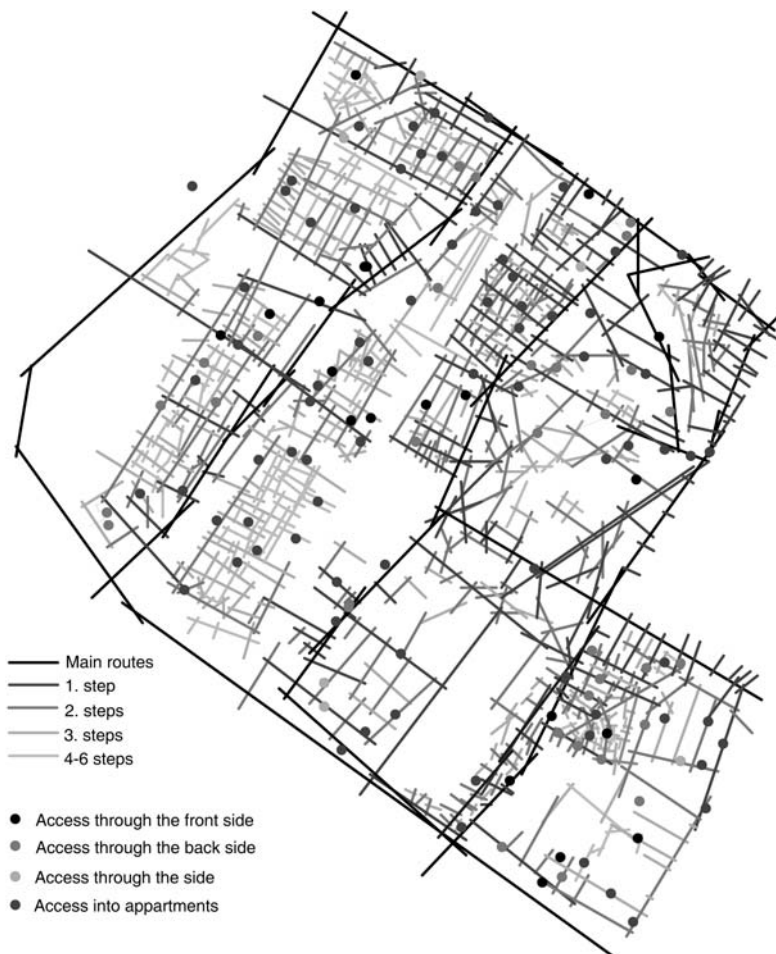 Main routes
1. step
2. steps
3. steps
4-6 steps
Access through the front side
Access through the back side
Access through the side
Access into appartments